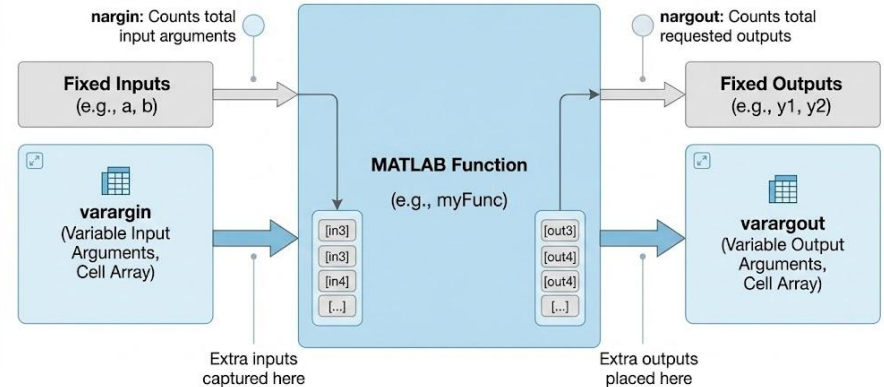 nargin: Counts total
input arguments
nargout: Counts total
requested outputs
Fixed Inputs
(e.g., a, b)
Fixed Outputs
(e.g., y1, y2)
MATLAB Function
(e.g., myFunc)
varargin
(Variable Input
Arguments,
Cell Array)
[in3]
[in3]
[in4]
[...]
[out3]
[out4]
[out4]
[...]
varargout
(Variable Output
Arguments,
Cell Array)
Extra inputs
captured here
Extra outputs
placed here